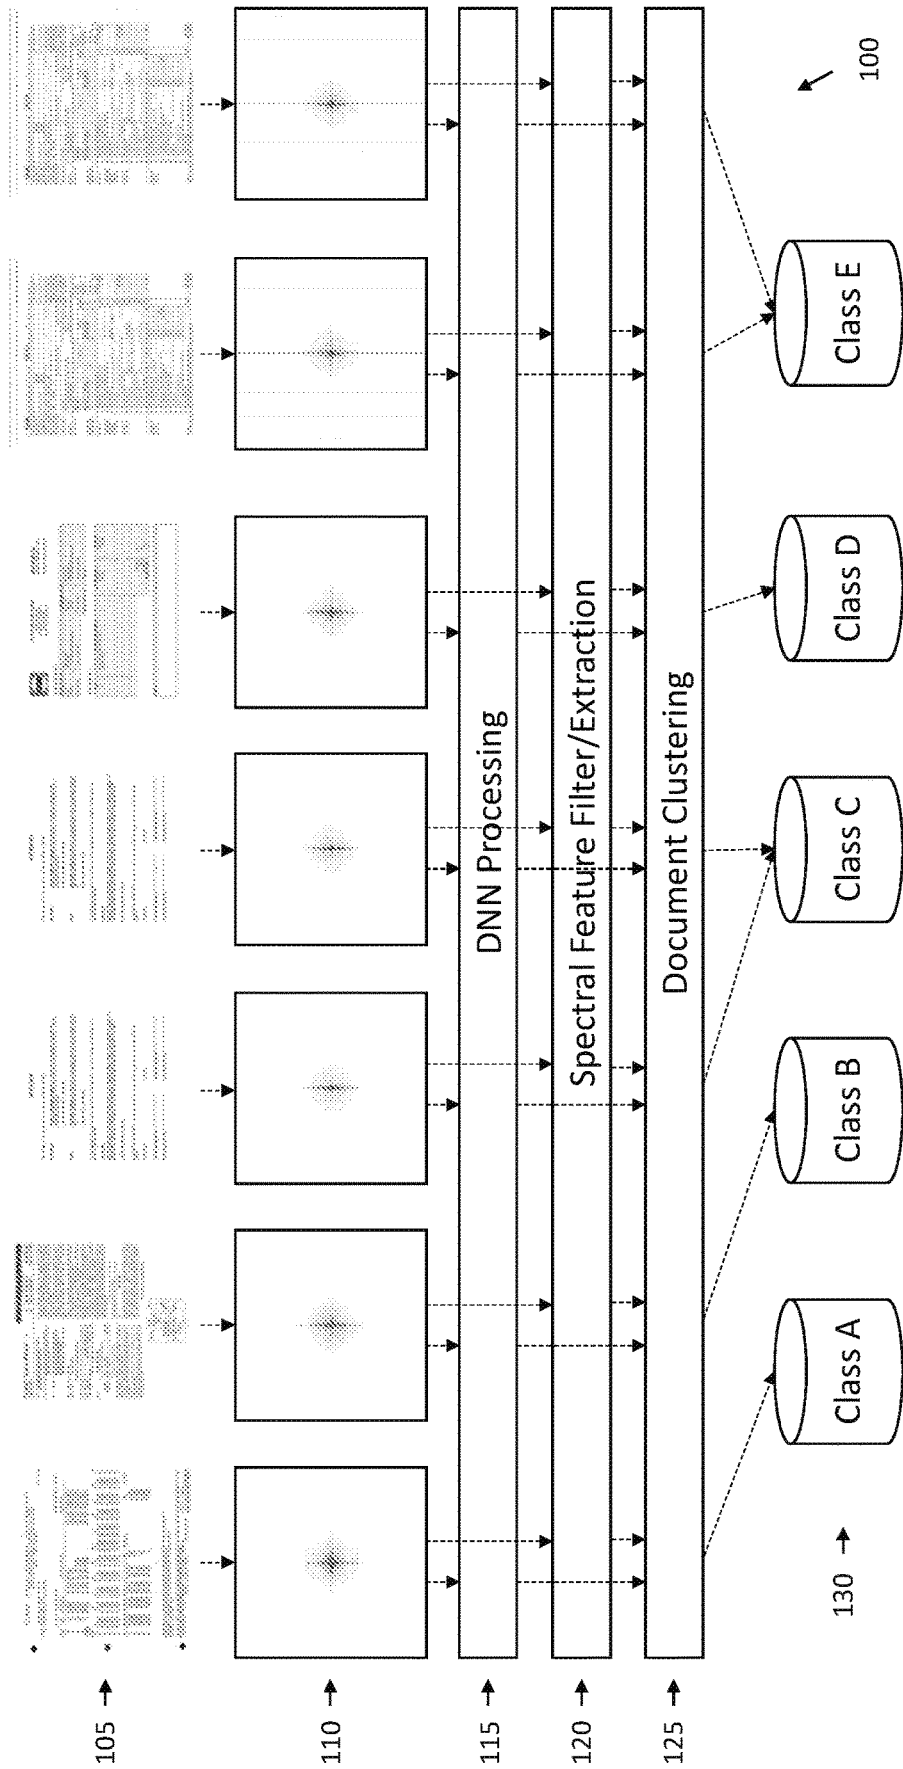 105
110
115
DNN Processing
120
Spectral Feature Filter/Extraction
125
Document Clustering
130
Class A
Class B
Class C
Class D
Class E
100